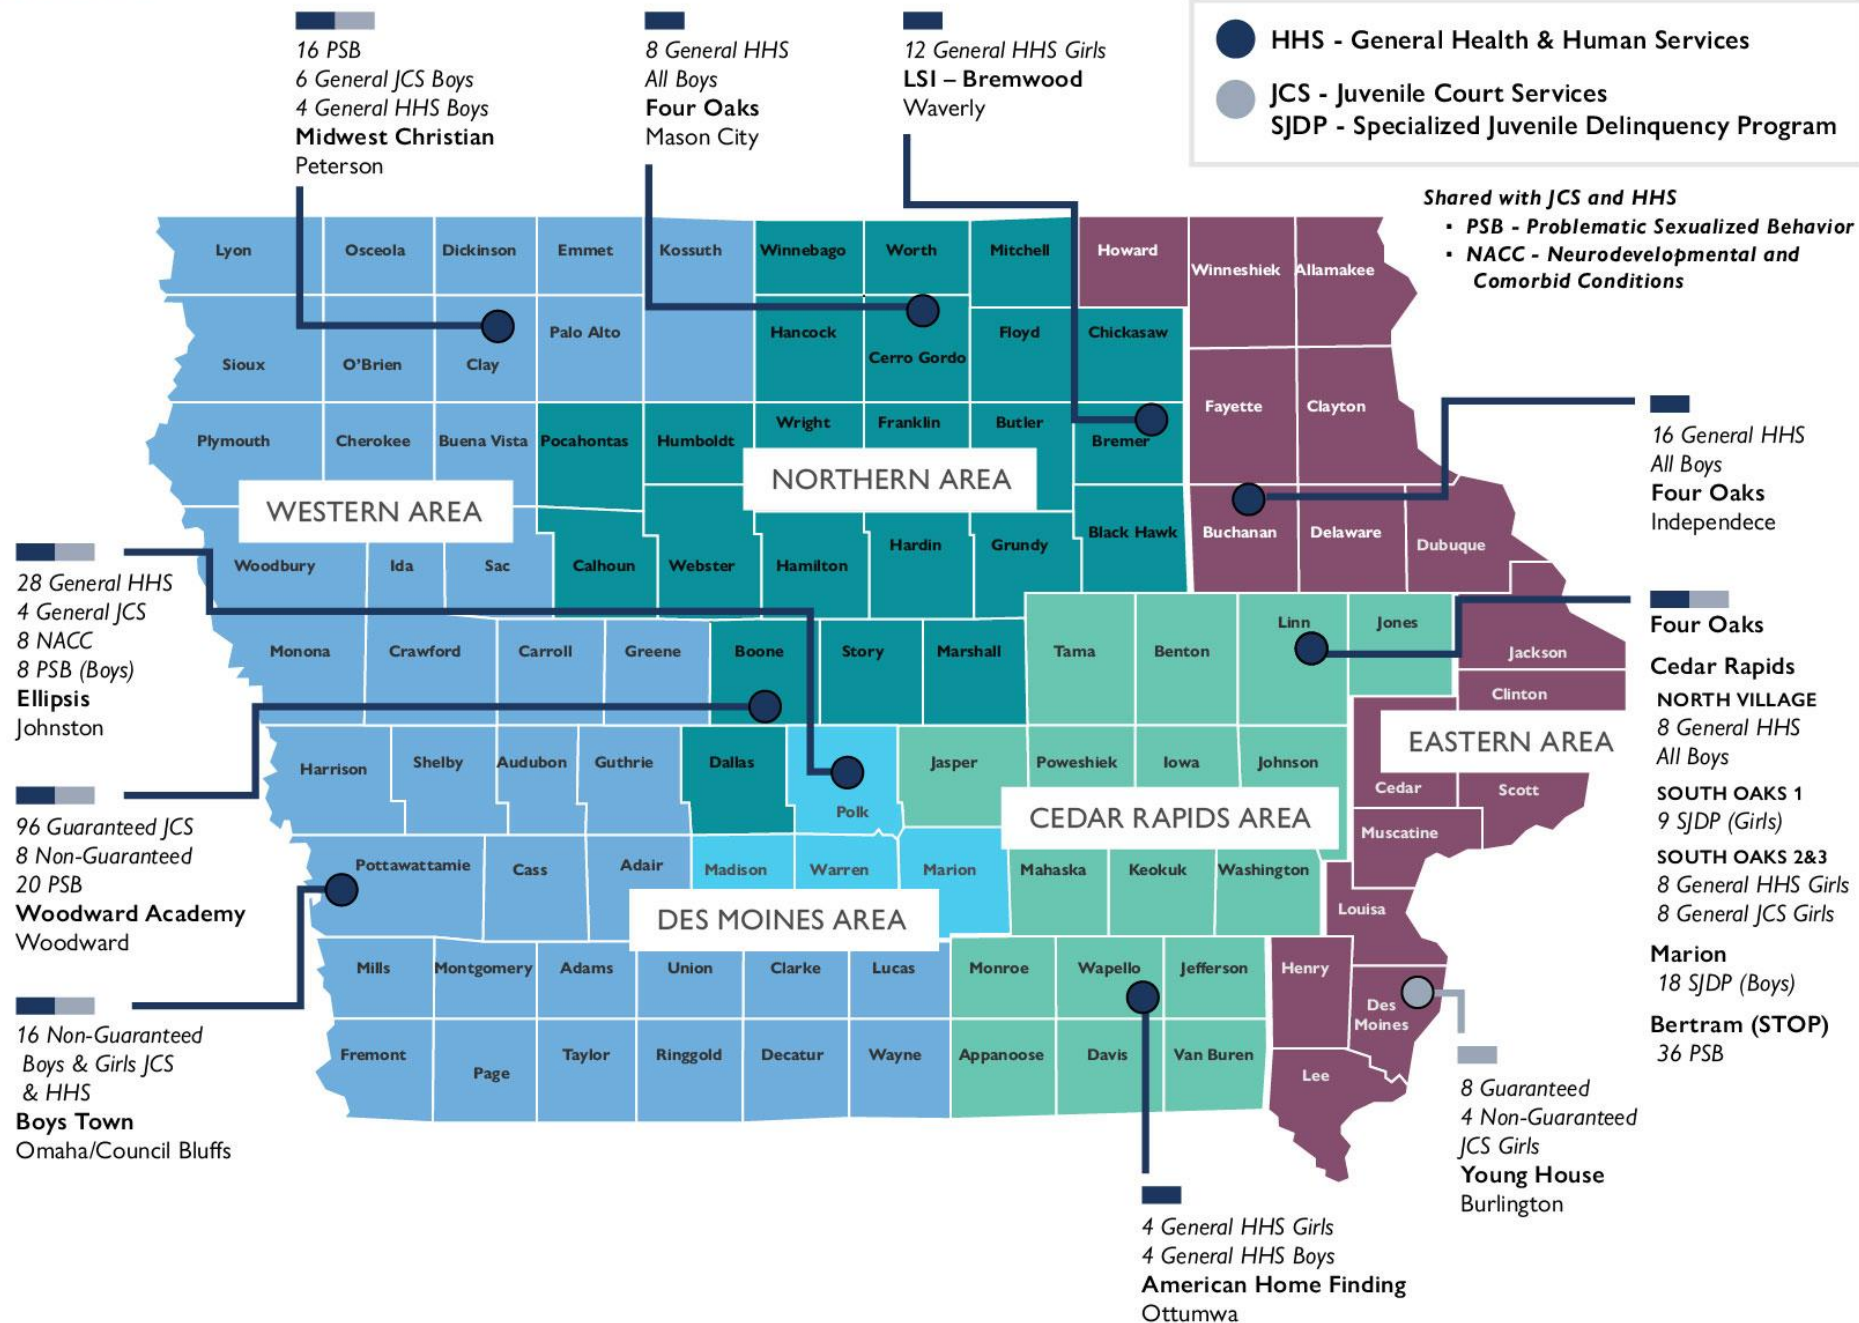 16 PSB
6 General JCS Boys
4 General HHS Boys
Midwest Christian
Peterson
8 General HHS
All Boys
Four Oaks
Mason City
12 General HHS Girls
LSI – Bremwood
Waverly
HHS - General Health & Human Services
JCS - Juvenile Court Services
SJDP - Specialized Juvenile Delinquency Program
Shared with JCS and HHS
▪ PSB - Problematic Sexualized Behavior
▪ NACC - Neurodevelopmental and
Comorbid Conditions
Lyon
Osceola
Dickinson
Emmet
Kossuth
Winnebago
Worth
Mitchell
Howard
Winneshiek
Allamakee
Sioux
O'Brien
Clay
Palo Alto
Hancock
Cerro Gordo
Floyd
Chickasaw
Fayette
Clayton
Plymouth
Cherokee
Buena Vista
Pocahontas
Humboldt
Wright
Franklin
Butler
Bremer
WESTERN AREA
NORTHERN AREA
Woodbury
Ida
Sac
Calhoun
Webster
Hamilton
Hardin
Grundy
Black Hawk
Buchanan
Delaware
Dubuque
16 General HHS
All Boys
Four Oaks
Independece
28 General HHS
4 General JCS
8 NACC
8 PSB (Boys)
Ellipsis
Johnston
Monona
Crawford
Carroll
Greene
Boone
Story
Marshall
Tama
Benton
Linn
Jones
Jackson
Clinton
EASTERN AREA
Four Oaks
Cedar Rapids
NORTH VILLAGE
8 General HHS
All Boys
SOUTH OAKS 1
9 SJDP (Girls)
SOUTH OAKS 2&3
8 General HHS Girls
8 General JCS Girls
Marion
18 SJDP (Boys)
Bertram (STOP)
36 PSB
Harrison
Shelby
Audubon
Guthrie
Dallas
Polk
Jasper
Poweshiek
Iowa
Johnson
Cedar
Scott
CEDAR RAPIDS AREA
Muscatine
96 Guaranteed JCS
8 Non-Guaranteed
20 PSB
Woodward Academy
Woodward
Pottawattamie
Cass
Adair
Madison
Warren
Marion
Mahaska
Keokuk
Washington
Louisa
DES MOINES AREA
Mills
Montgomery
Adams
Union
Clarke
Lucas
Monroe
Wapello
Jefferson
Henry
Des
Moines
16 Non-Guaranteed
Boys & Girls JCS
& HHS
Boys Town
Omaha/Council Bluffs
Fremont
Page
Taylor
Ringgold
Decatur
Wayne
Appanoose
Davis
Van Buren
Lee
8 Guaranteed
4 Non-Guaranteed
JCS Girls
Young House
Burlington
4 General HHS Girls
4 General HHS Boys
American Home Finding
Ottumwa